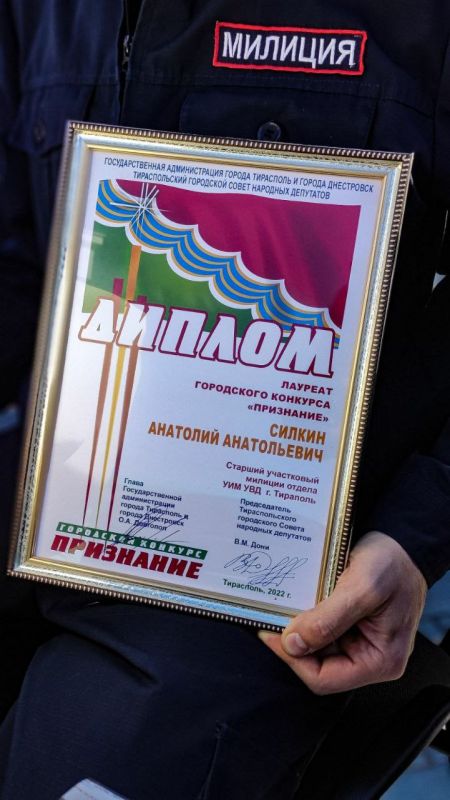 МИЛИЦИЯ
ГОСУДАРСТВЕННАЯ АДМИНИСТРАЦИЯ ГОРОДА ТИРАСПОЛЬ И ГОРОДА ДНЕСТРОВСК
ТИРАСПОЛЬСКИЙ ГОРОДСКОЙ СОВЕТ НАРОДНЫХ ДЕПУТАТОВ
ДИПЛОМ
ЛАУРЕАТ
ГОРОДСКОГО КОНКУРСА
«ПРИЗНАНИЕ»
СИЛКИН
АНАТОЛИЙ АНАТОЛЬЕВИЧ
Старший участковый
милиции отдела
УИМ УВД г. Тираполь
Глава
Государственной
администрации
города Тирасполь и
города Днестровск
О.А. Довгопол
Председатель
Тираспольского
городского Совета
народных депутатов
В.М. Дони
ГОРОДСКОЙ КОНКУРС
ПРИЗНАНИЕ
Тирасполь, 2022 г.